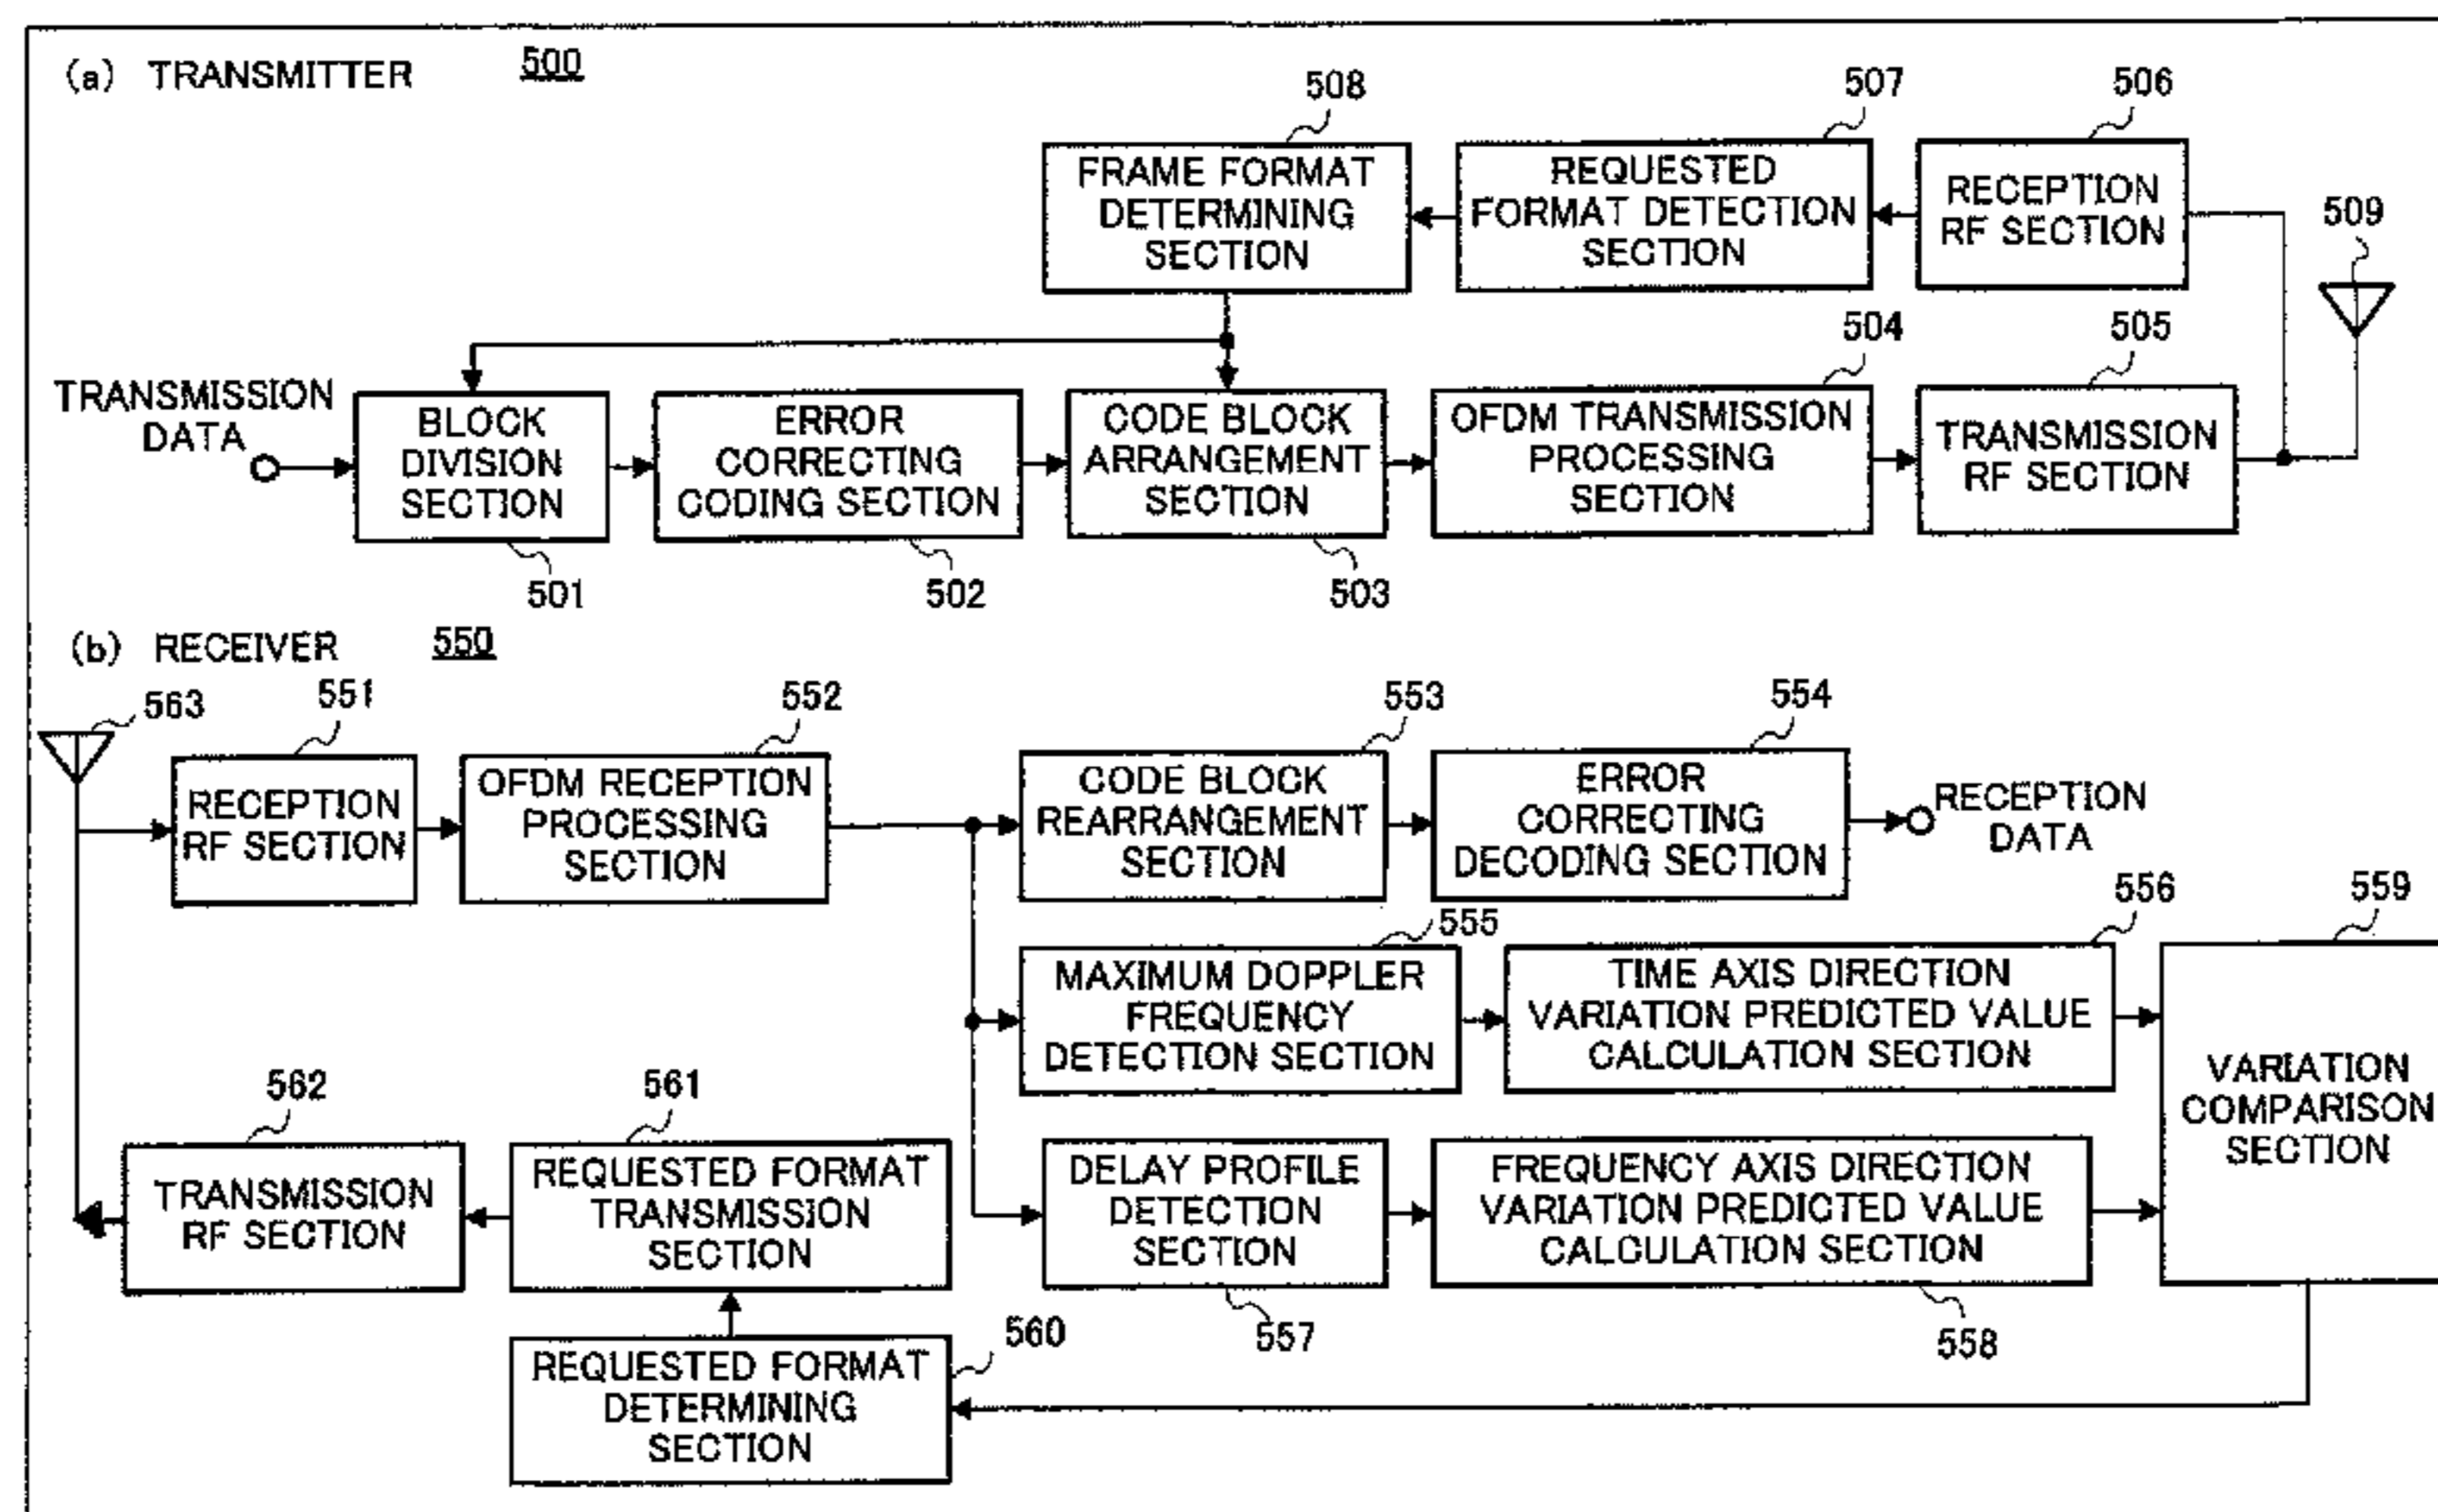 (a) TRANSMITTER 500
508
507
506
FRAME FORMAT
DETERMINING
SECTION
REQUESTED
FORMAT DETECTION
SECTION
RECEPTION
RF SECTION
509
504
505
TRANSMISSION
DATA
BLOCK
DIVISION
SECTION
ERROR
CORRECTING
CODING SECTION
CODE BLOCK
ARRANGEMENT
SECTION
OFDM TRANSMISSION
PROCESSING
SECTION
TRANSMISSION
RF SECTION
501
502
503
(b) RECEIVER 550
563
551
552
553
554
RECEPTION
RF SECTION
OFDM RECEPTION
PROCESSING
SECTION
CODE BLOCK
REARRANGEMENT
SECTION
ERROR
CORRECTING
DECODING SECTION
RECEPTION
DATA
555
556
559
MAXIMUM DOPPLER
FREQUENCY
DETECTION SECTION
TIME AXIS DIRECTION
VARIATION PREDICTED VALUE
CALCULATION SECTION
VARIATION
COMPARISON
SECTION
562
561
TRANSMISSION
RF SECTION
REQUESTED FORMAT
TRANSMISSION
SECTION
DELAY PROFILE
DETECTION
SECTION
FREQUENCY AXIS DIRECTION
VARIATION PREDICTED VALUE
CALCULATION SECTION
560
557
558
REQUESTED FORMAT
DETERMINING
SECTION